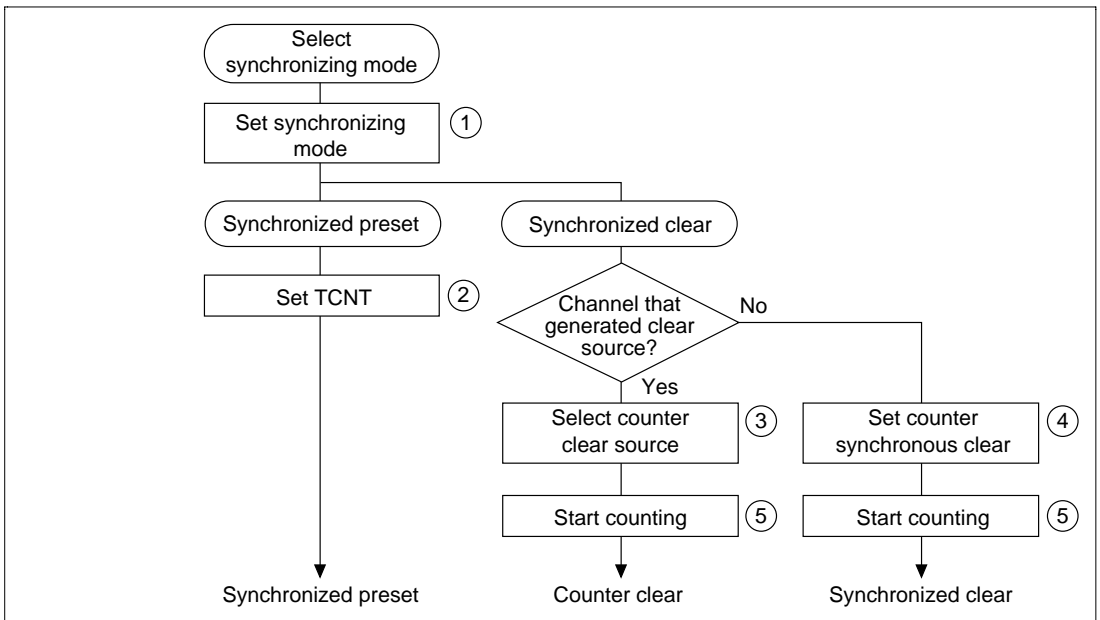 Select
synchronizing mode
Set synchronizing
mode
1
Synchronized preset
Synchronized clear
Set TCNT
2
Channel that
generated clear
source?
No
Yes
Select counter
clear source
3
Set counter
synchronous clear
4
Start counting
5
Start counting
5
Synchronized preset
Counter clear
Synchronized clear